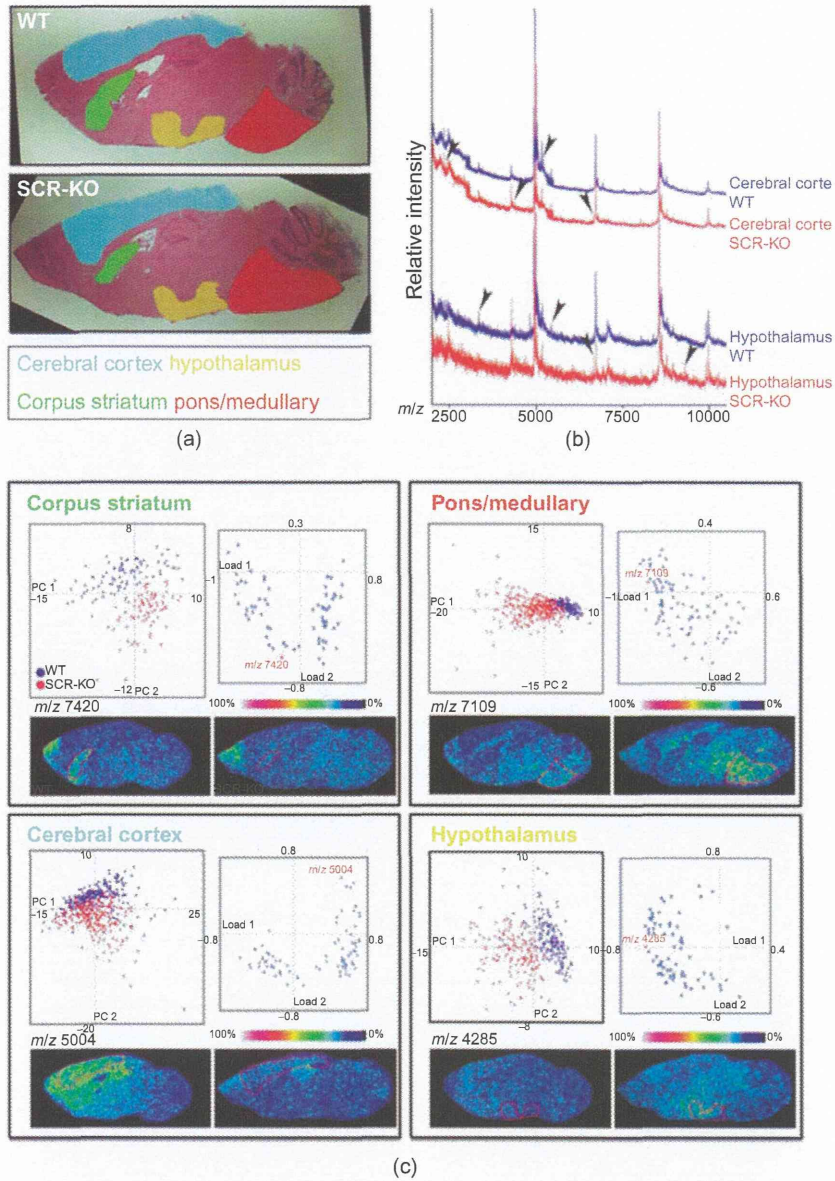 WT
SCR-KO
Cerebral cortex hypothalamus
Corpus striatum pons/medullary
(a)
Relative intensity
Cerebral corte
WT
Cerebral corte
SCR-KO
Hypothalamus
WT
Hypothalamus
SCR-KO
m/z
2500 5000 7500 10000
(b)
Corpus striatum
8
PC 1
−15
10
WT
SCR-KO
−12 PC 2
0.3
−1
Load 1
0.8
m/z 7420
Load 2
−0.8
100% 0%
m/z 7420
WT
SCR-KO
Pons/medullary
15
PC 1
−20
10
−15 PC 2
0.4
m/z 7109
−1
Load 1
0.6
Load 2
−0.6
100% 0%
m/z 7109
Cerebral cortex
10
PC 1
−15
25
PC 2
−20
0.8
m/z 5004
Load 1
−0.8
0.8
Load 2
−0.8
100% 0%
m/z 5004
Hypothalamus
10
PC 1
−15
10
PC 2
−8
0.8
m/z 4285
−0.8
Load 1
0.4
Load 2
−0.6
100% 0%
m/z 4285
(c)